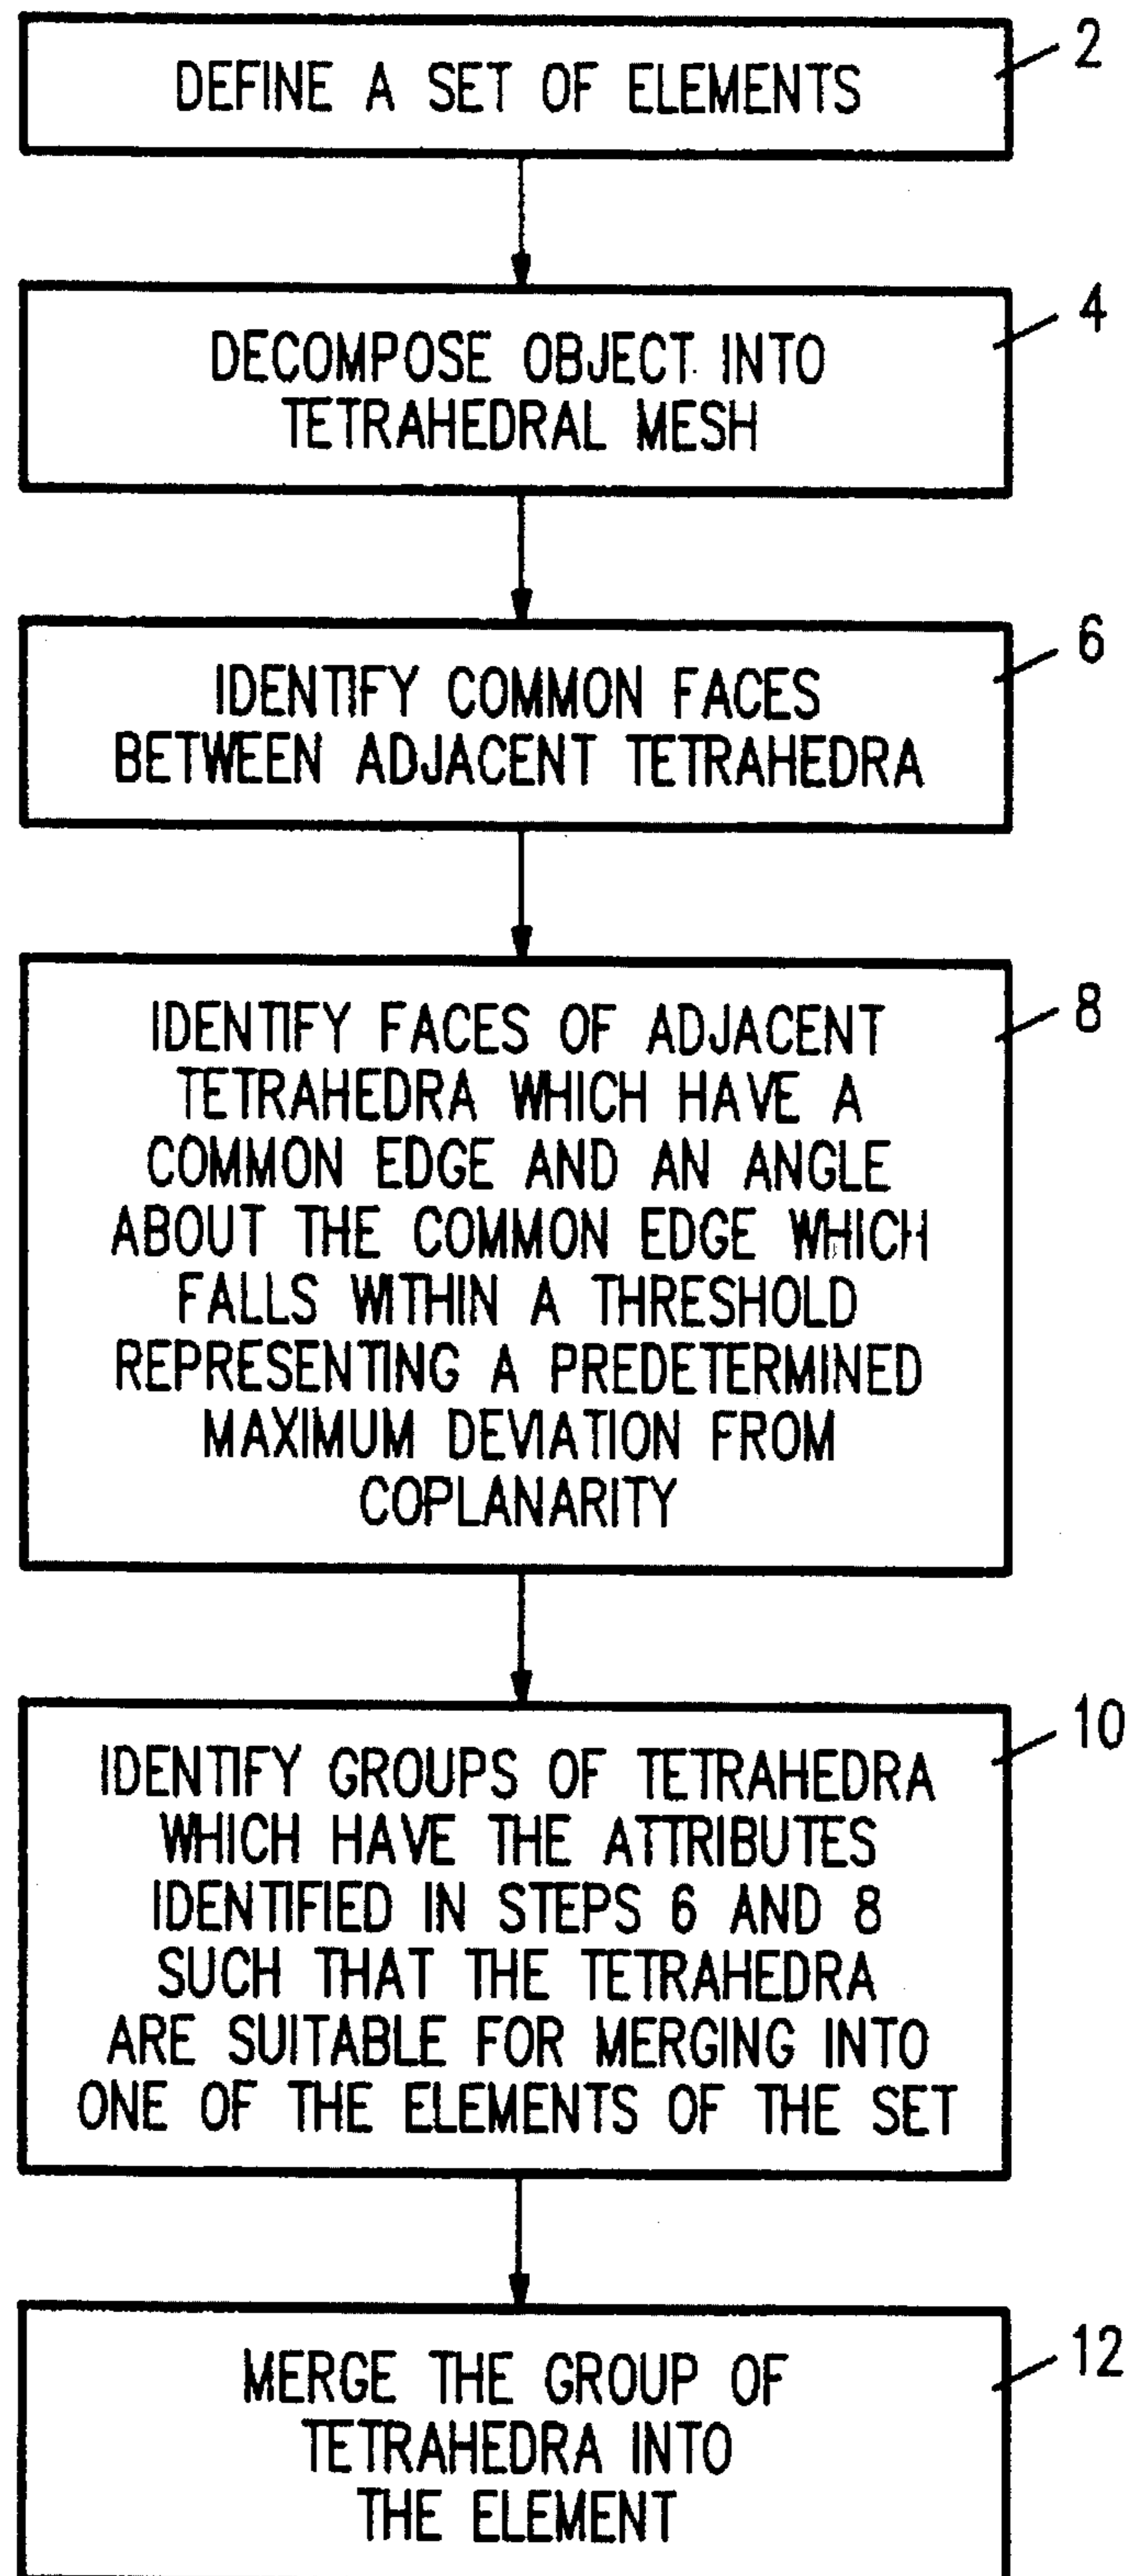 2
DEFINE A SET OF ELEMENTS
4
DECOMPOSE OBJECT INTO
TETRAHEDRAL MESH
6
IDENTIFY COMMON FACES
BETWEEN ADJACENT TETRAHEDRA
8
IDENTIFY FACES OF ADJACENT
TETRAHEDRA WHICH HAVE A
COMMON EDGE AND AN ANGLE
ABOUT THE COMMON EDGE WHICH
FALLS WITHIN A THRESHOLD
REPRESENTING A PREDETERMINED
MAXIMUM DEVIATION FROM
COPLANARITY
10
IDENTIFY GROUPS OF TETRAHEDRA
WHICH HAVE THE ATTRIBUTES
IDENTIFIED IN STEPS 6 AND 8
SUCH THAT THE TETRAHEDRA
ARE SUITABLE FOR MERGING INTO
ONE OF THE ELEMENTS OF THE SET
12
MERGE THE GROUP OF
TETRAHEDRA INTO
THE ELEMENT